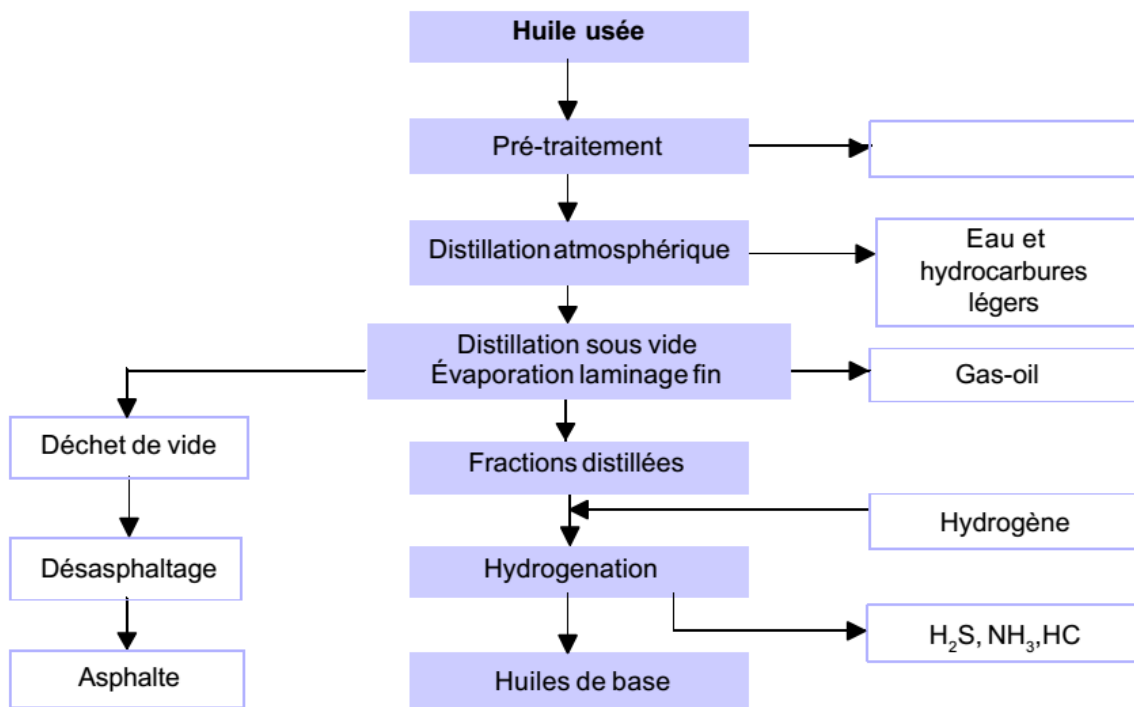 Huile usée
Pré-traitement
Distillation atmosphérique
Eau et
hydrocarbures
légers
Distillation sous vide
Évaporation laminage fin
Gas-oil
Déchet de vide
Fractions distillées
Hydrogène
Désasphaltage
Hydrogenation
H₂S, NH₃,HC
Asphalte
Huiles de base